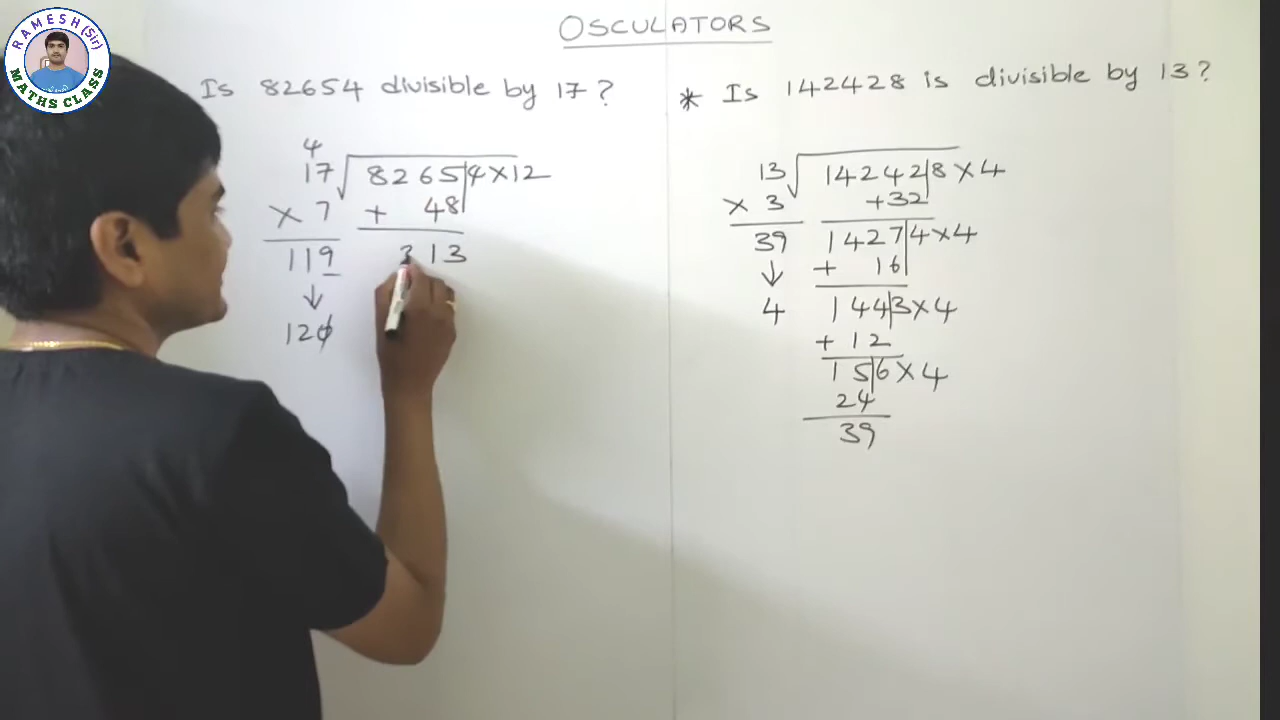 RAMESH (Sir)
MATHS CLASS
OSCULATORS
Is 82654 divisible by 17?
4
17 √ 8265|4×12
× 7 + 48
119 313
↓
120
* Is 142428 is divisible by 13?
13 √ 14242|8×4
× 3 +32
39 1427|4×4
↓ + 16
4 144|3×4
+ 12
15|6×4
24
39